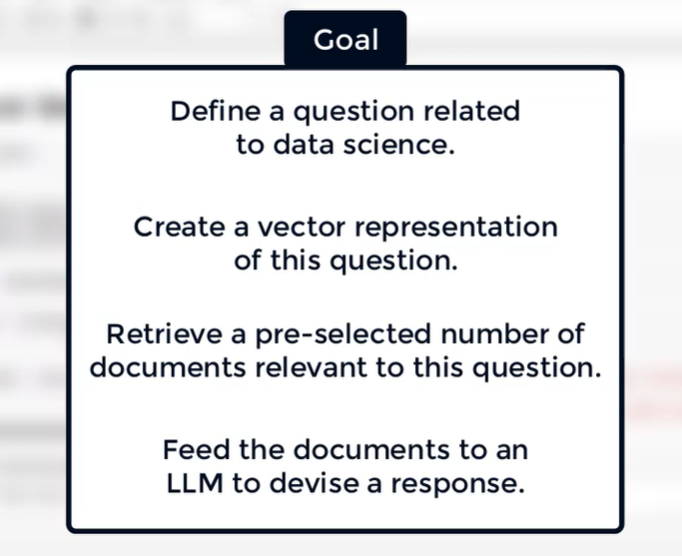 Goal
Define a question related
to data science.
Create a vector representation
of this question.
Retrieve a pre-selected number of
documents relevant to this question.
Feed the documents to an
LLM to devise a response.